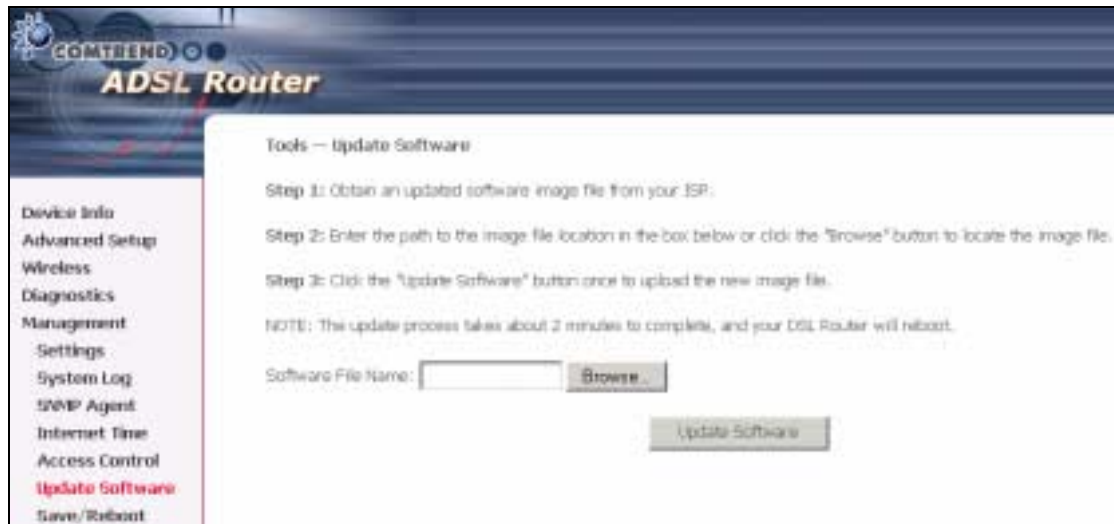 COMTREND
ADSL Router
Device Info
Advanced Setup
Wireless
Diagnostics
Management
Settings
System Log
SNMP Agent
Internet Time
Access Control
Update Software
Save/Reboot
Tools -- Update Software
Step 1: Obtain an updated software image file from your ISP.
Step 2: Enter the path to the image file location in the box below or click the "Browse" button to locate the image file.
Step 3: Click the "Update Software" button once to upload the new image file.
NOTE: The update process takes about 2 minutes to complete, and your DSL Router will reboot.
Software File Name: Browse...
Update Software